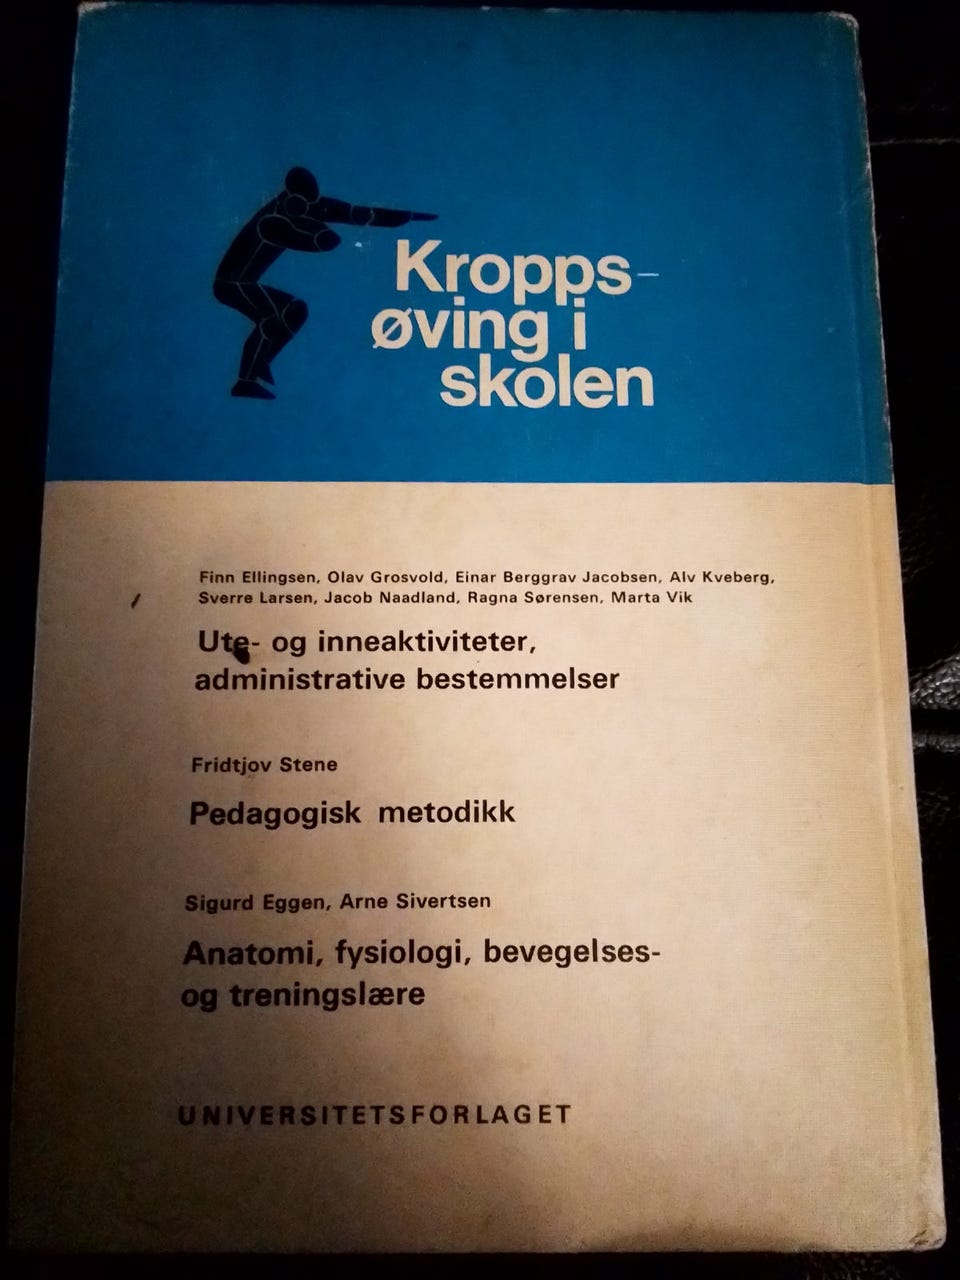 Kropps-
øving i
skolen
Finn Ellingsen, Olav Grosvold, Einar Berggrav Jacobsen, Alv Kveberg,
Sverre Larsen, Jacob Naadland, Ragna Sørensen, Marta Vik
Ute- og inneaktiviteter,
administrative bestemmelser
Fridtjov Stene
Pedagogisk metodikk
Sigurd Eggen, Arne Sivertsen
Anatomi, fysiologi, bevegelses-
og treningslære
UNIVERSITETSFORLAGET